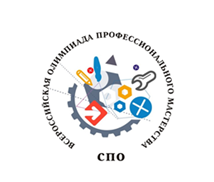 ВСЕРОССИЙСКАЯ ОЛИМПИАДА ПРОФЕССИОНАЛЬНОГО МАСТЕРСТВА
СПО